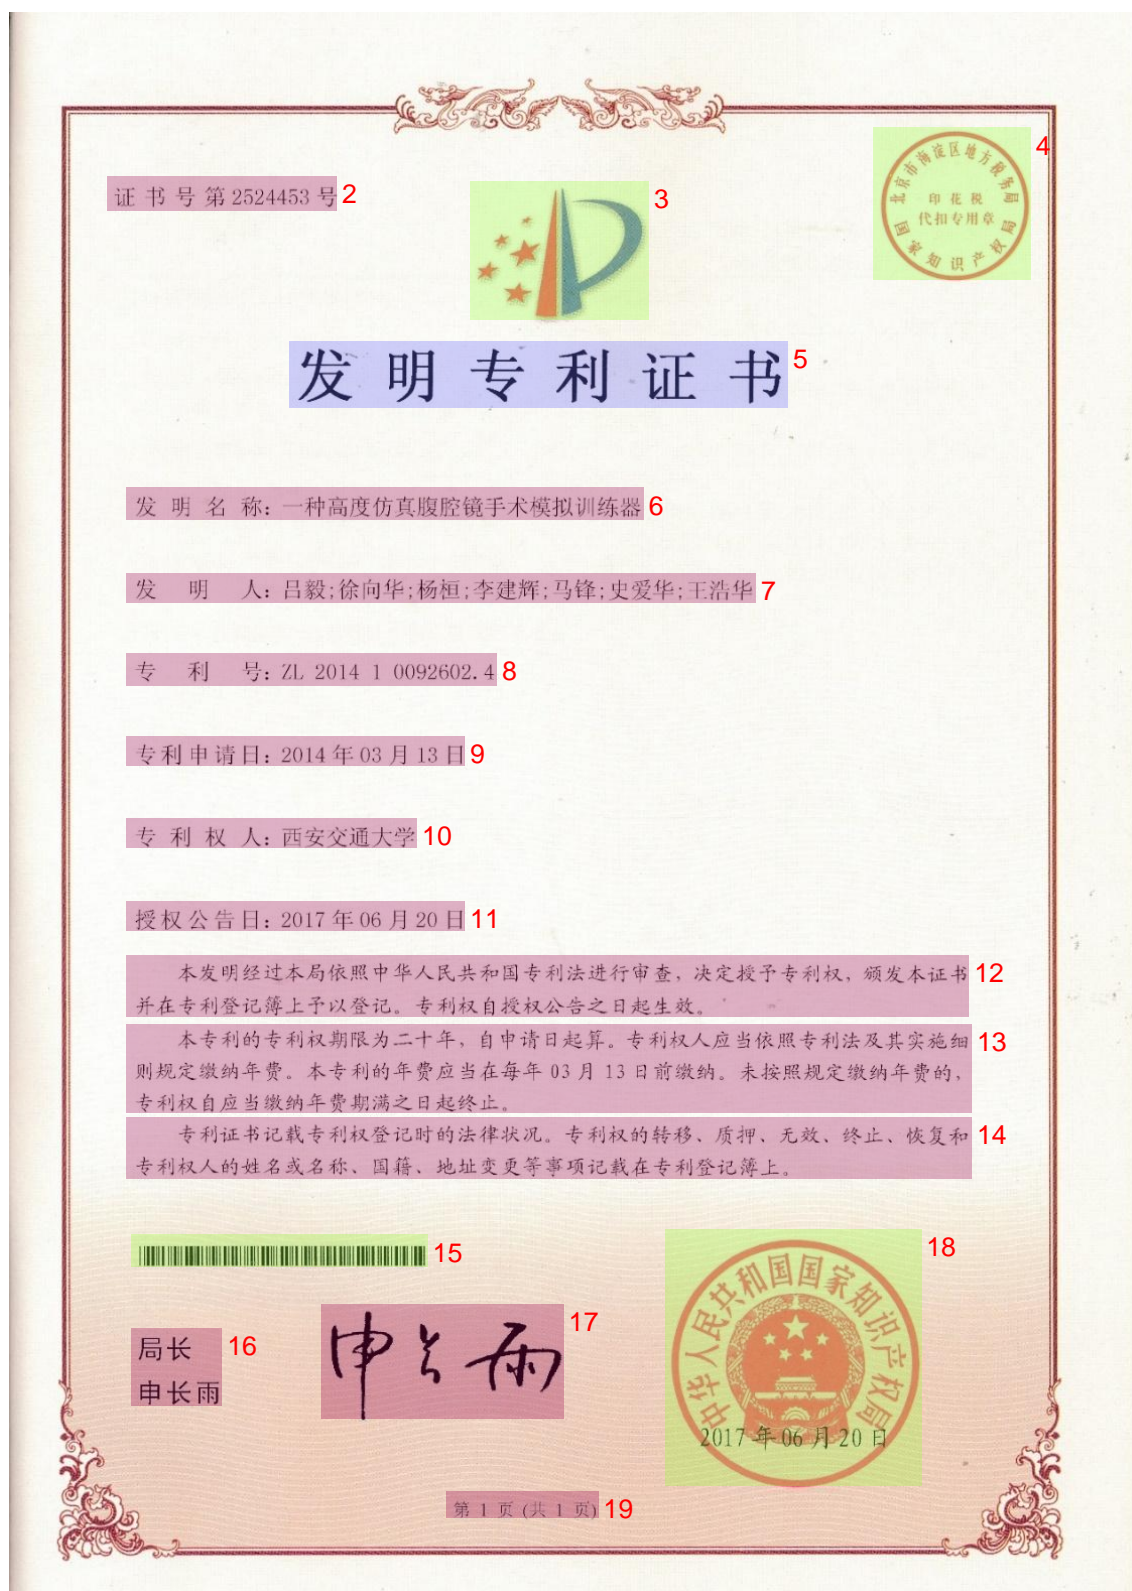 证书号第2524453号 2
3
4
北京市海淀区地方税务局
印花税
代扣专用章
国家知识产权局
发明专利证书 5
发明名称：一种高度仿真腹腔镜手术模拟训练器 6
发明人：吕毅;徐向华;杨桓;李建辉;马锋;史爱华;王浩华 7
专利号：ZL 2014 1 0092602.4 8
专利申请日：2014年03月13日 9
专利权人：西安交通大学 10
授权公告日：2017年06月20日 11
本发明经过本局依照中华人民共和国专利法进行审查，决定授予专利权，颁发本证书 12
并在专利登记簿上予以登记。专利权自授权公告之日起生效。
本专利的专利权期限为二十年，自申请日起算。专利权人应当依照专利法及其实施细 13
则规定缴纳年费。本专利的年费应当在每年03月13日前缴纳。未按照规定缴纳年费的，
专利权自应当缴纳年费期满之日起终止。
专利证书记载专利权登记时的法律状况。专利权的转移、质押、无效、终止、恢复和 14
专利权人的姓名或名称、国籍、地址变更等事项记载在专利登记簿上。
15
局长 16
申长雨
申长雨 17
18
中华人民共和国国家知识产权局
2017年06月20日
第1页(共1页) 19